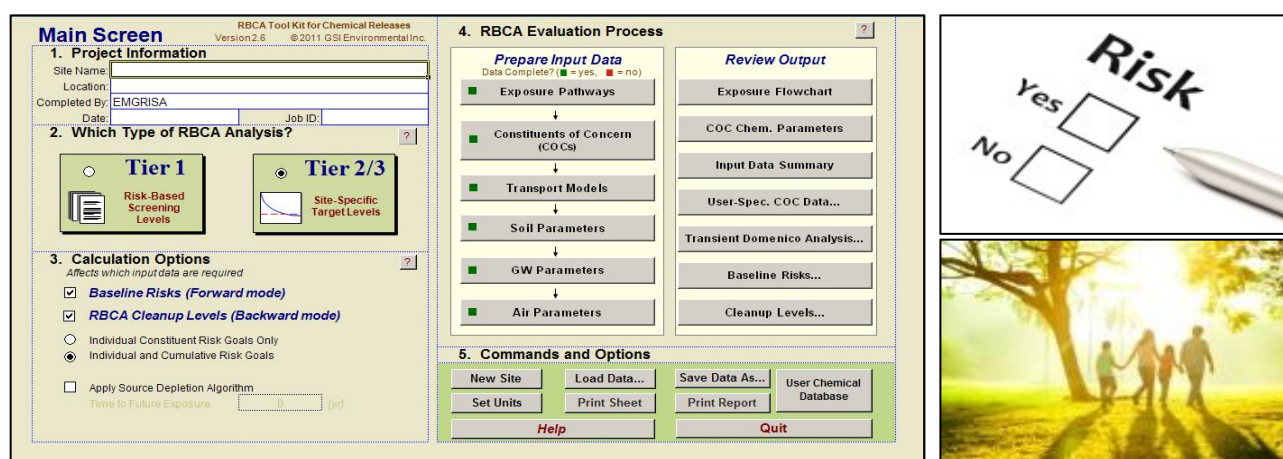 Main Screen
RBCA Tool Kit for Chemical Releases
Version 2.6 ©2011 GSI Environmental Inc.
1. Project Information
Site Name:
Location:
Completed By: EMGRISA
Date: Job ID:
2. Which Type of RBCA Analysis?
?
Tier 1
Risk-Based
Screening
Levels
Tier 2/3
Site-Specific
Target Levels
3. Calculation Options
?
Affects which input data are required
Baseline Risks (Forward mode)
RBCA Cleanup Levels (Backward mode)
Individual Constituent Risk Goals Only
Individual and Cumulative Risk Goals
Apply Source Depletion Algorithm
Time to Future Exposure 0 (yr)
4. RBCA Evaluation Process
?
Prepare Input Data
Data Complete? ( = yes, = no)
Exposure Pathways
Constituents of Concern
(COCs)
Transport Models
Soil Parameters
GW Parameters
Air Parameters
Review Output
Exposure Flowchart
COC Chem. Parameters
Input Data Summary
User-Spec. COC Data...
Transient Domenico Analysis...
Baseline Risks...
Cleanup Levels...
5. Commands and Options
New Site Load Data... Save Data As... User Chemical
Database
Set Units Print Sheet Print Report
Help Quit
Risk
Yes
No